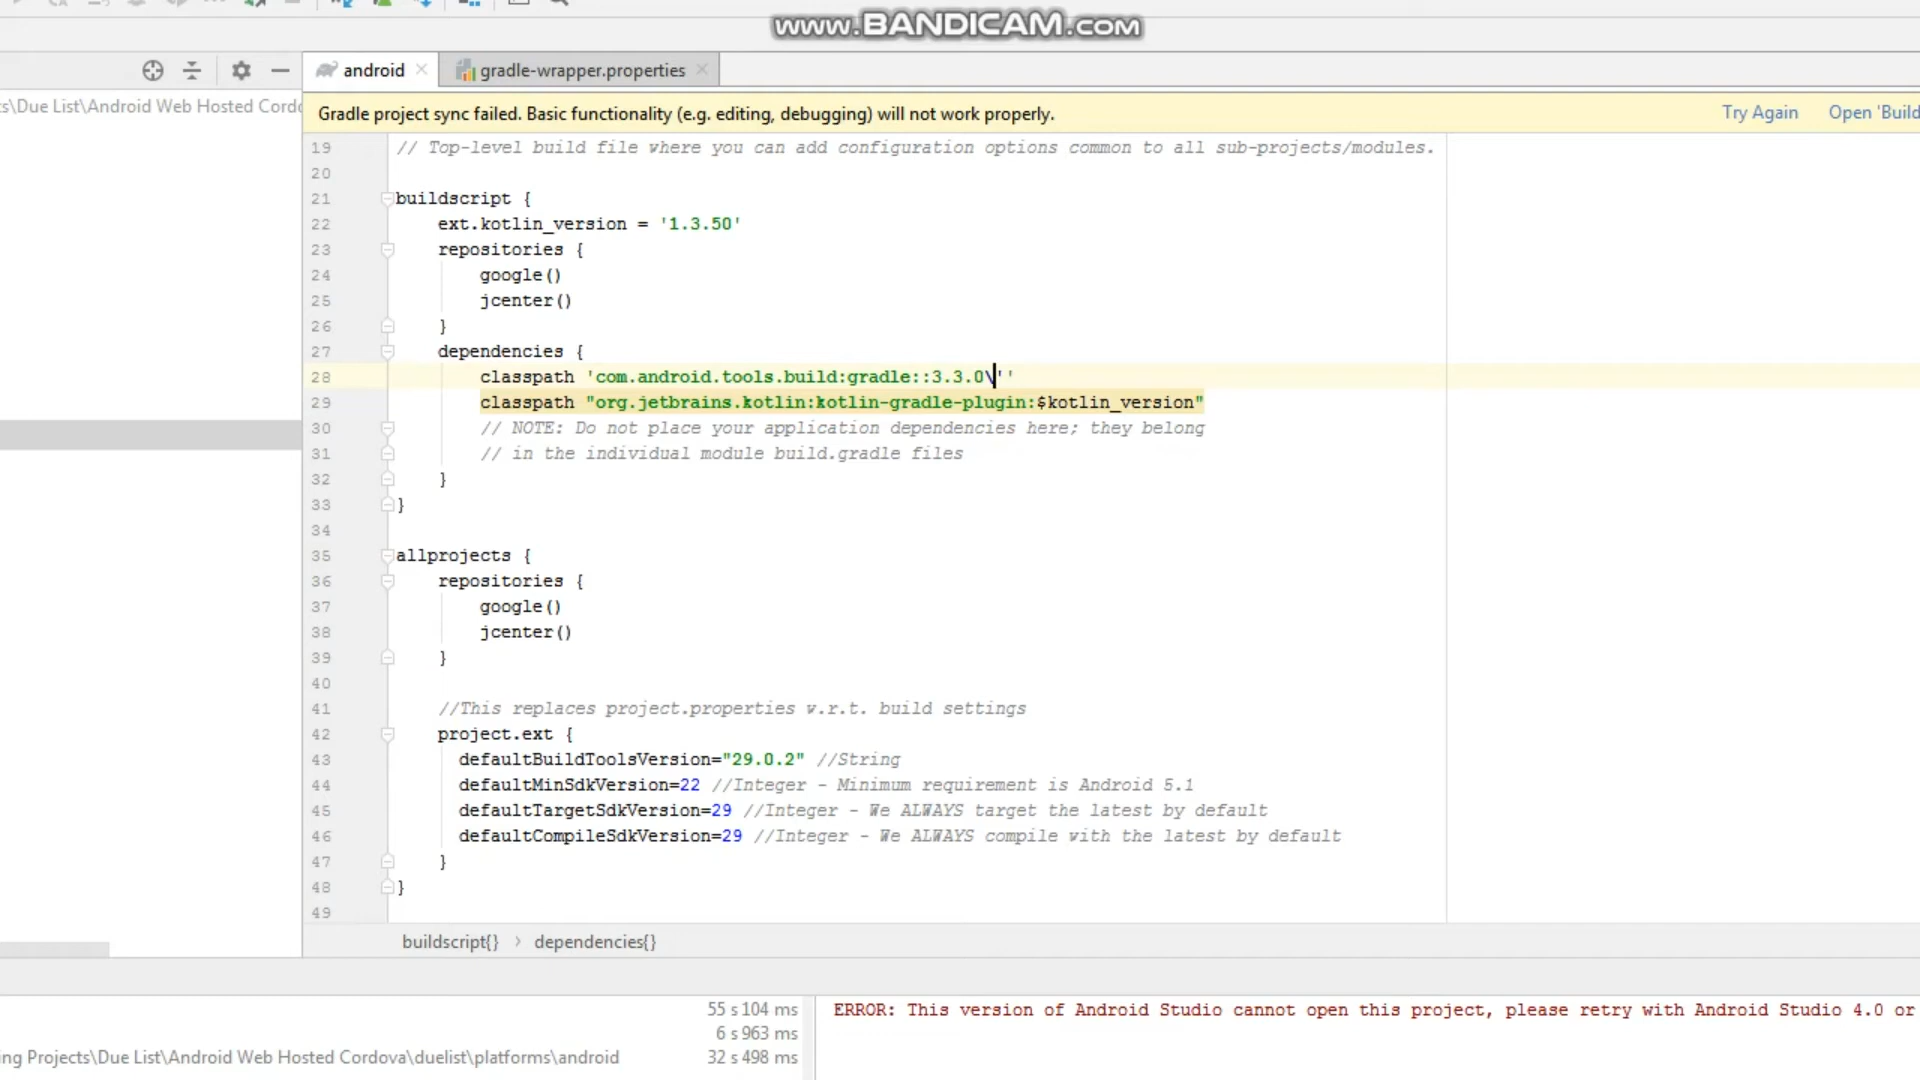 www.BANDICAM.com
android
gradle-wrapper.properties
s\Due List\Android Web Hosted Cordo
Gradle project sync failed. Basic functionality (e.g. editing, debugging) will not work properly.
Try Again
Open 'Build
19 // Top-level build file where you can add configuration options common to all sub-projects/modules.
20
21 buildscript {
22 ext.kotlin_version = '1.3.50'
23 repositories {
24 google()
25 jcenter()
26 }
27 dependencies {
28 classpath 'com.android.tools.build:gradle::3.3.0\''
29 classpath "org.jetbrains.kotlin:kotlin-gradle-plugin:$kotlin_version"
30 // NOTE: Do not place your application dependencies here; they belong
31 // in the individual module build.gradle files
32 }
33 }
34
35 allprojects {
36 repositories {
37 google()
38 jcenter()
39 }
40
41 //This replaces project.properties w.r.t. build settings
42 project.ext {
43 defaultBuildToolsVersion="29.0.2" //String
44 defaultMinSdkVersion=22 //Integer - Minimum requirement is Android 5.1
45 defaultTargetSdkVersion=29 //Integer - We ALWAYS target the latest by default
46 defaultCompileSdkVersion=29 //Integer - We ALWAYS compile with the latest by default
47 }
48 }
49
buildscript{} › dependencies{}
55 s 104 ms
6 s 963 ms
ing Projects\Due List\Android Web Hosted Cordova\duelist\platforms\android 32 s 498 ms
ERROR: This version of Android Studio cannot open this project, please retry with Android Studio 4.0 or